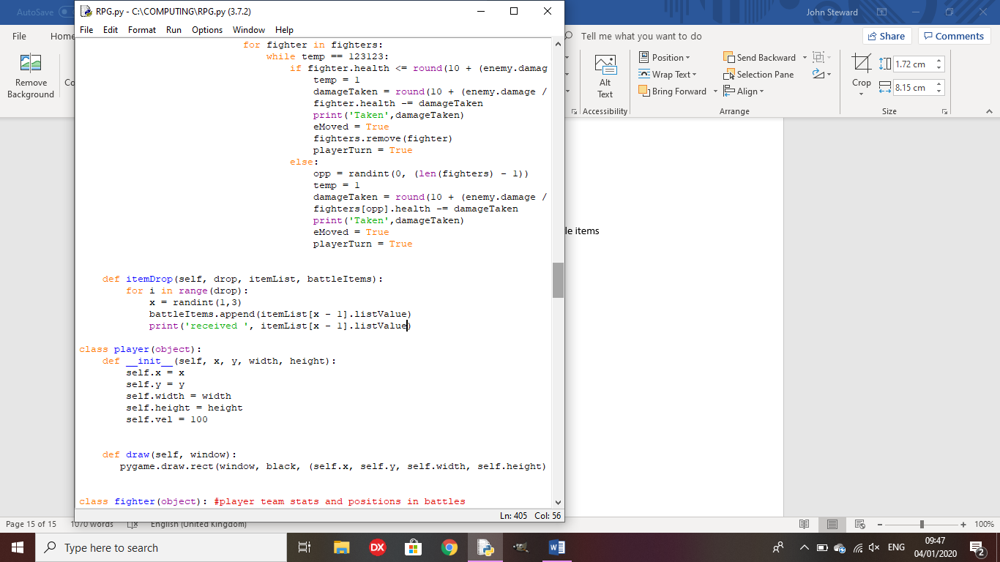 AutoSave
RPG.py - C:\COMPUTING\RPG.py (3.7.2)
John Steward
File Edit Format Run Options Window Help
File Home
Tell me what you want to do
Share
Comments
Remove
Background
Co
Alt
Text
Accessibility
Position
Wrap Text
Bring Forward
Send Backward
Selection Pane
Align
Arrange
Crop
1.72 cm
8.15 cm
Size
for fighter in fighters:
while temp == 123123:
if fighter.health <= round(10 + (enemy.damag
temp = 1
damageTaken = round(10 + (enemy.damage /
fighter.health -= damageTaken
print('Taken',damageTaken)
eMoved = True
fighters.remove(fighter)
playerTurn = True
else:
opp = randint(0, (len(fighters) - 1))
temp = 1
damageTaken = round(10 + (enemy.damage /
fighters[opp].health -= damageTaken
print('Taken',damageTaken)
eMoved = True
playerTurn = True
le items
def itemDrop(self, drop, itemList, battleItems):
for i in range(drop):
x = randint(1,3)
battleItems.append(itemList[x - 1].listValue)
print('received ', itemList[x - 1].listValue)
class player(object):
def __init__(self, x, y, width, height):
self.x = x
self.y = y
self.width = width
self.height = height
self.vel = 100
def draw(self, window):
pygame.draw.rect(window, black, (self.x, self.y, self.width, self.height)
class fighter(object): #player team stats and positions in battles
Ln: 405 Col: 56
Page 15 of 15 1070 words English (United Kingdom)
100%
Type here to search
DX
ENG
09:47
04/01/2020
2